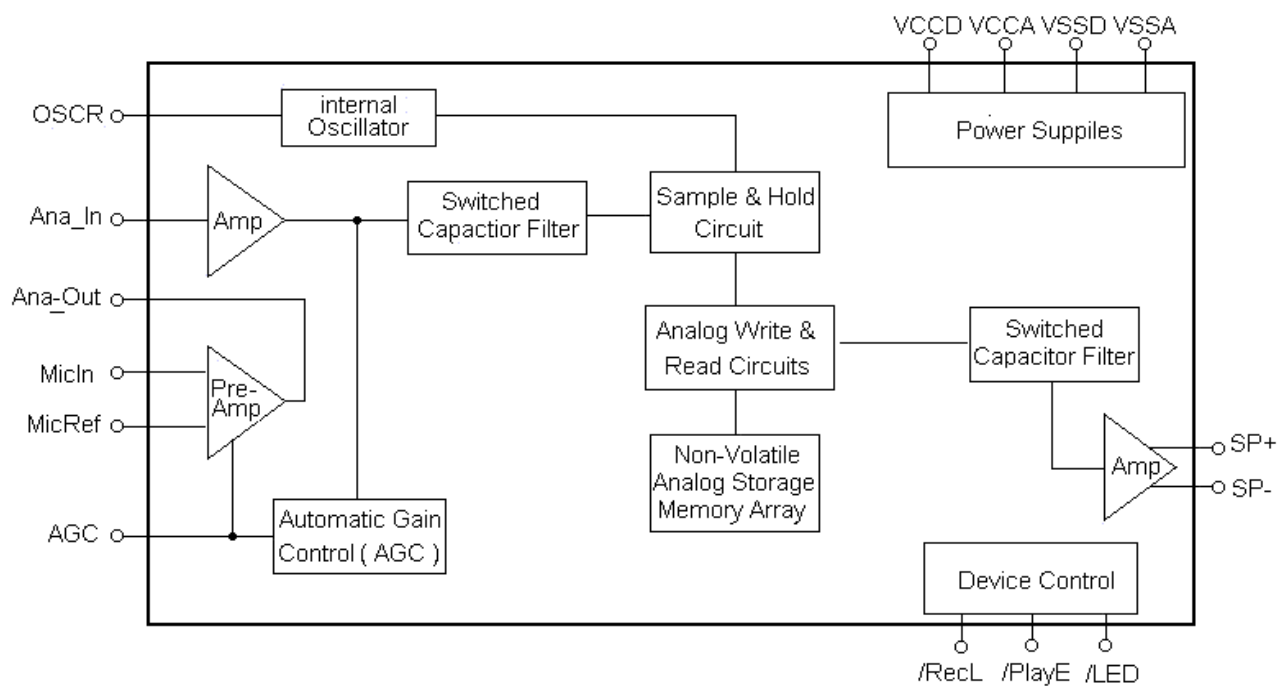 VCCD VCCA VSSD VSSA
OSCR
internal
Oscillator
Power Suppiles
Ana_In
Amp
Switched
Capactior Filter
Sample & Hold
Circuit
Ana-Out
MicIn
MicRef
Pre-
Amp
Analog Write &
Read Circuits
Switched
Capacitor Filter
Non-Volatile
Analog Storage
Memory Array
Amp
SP+
SP-
AGC
Automatic Gain
Control ( AGC )
Device Control
/RecL /PlayE /LED